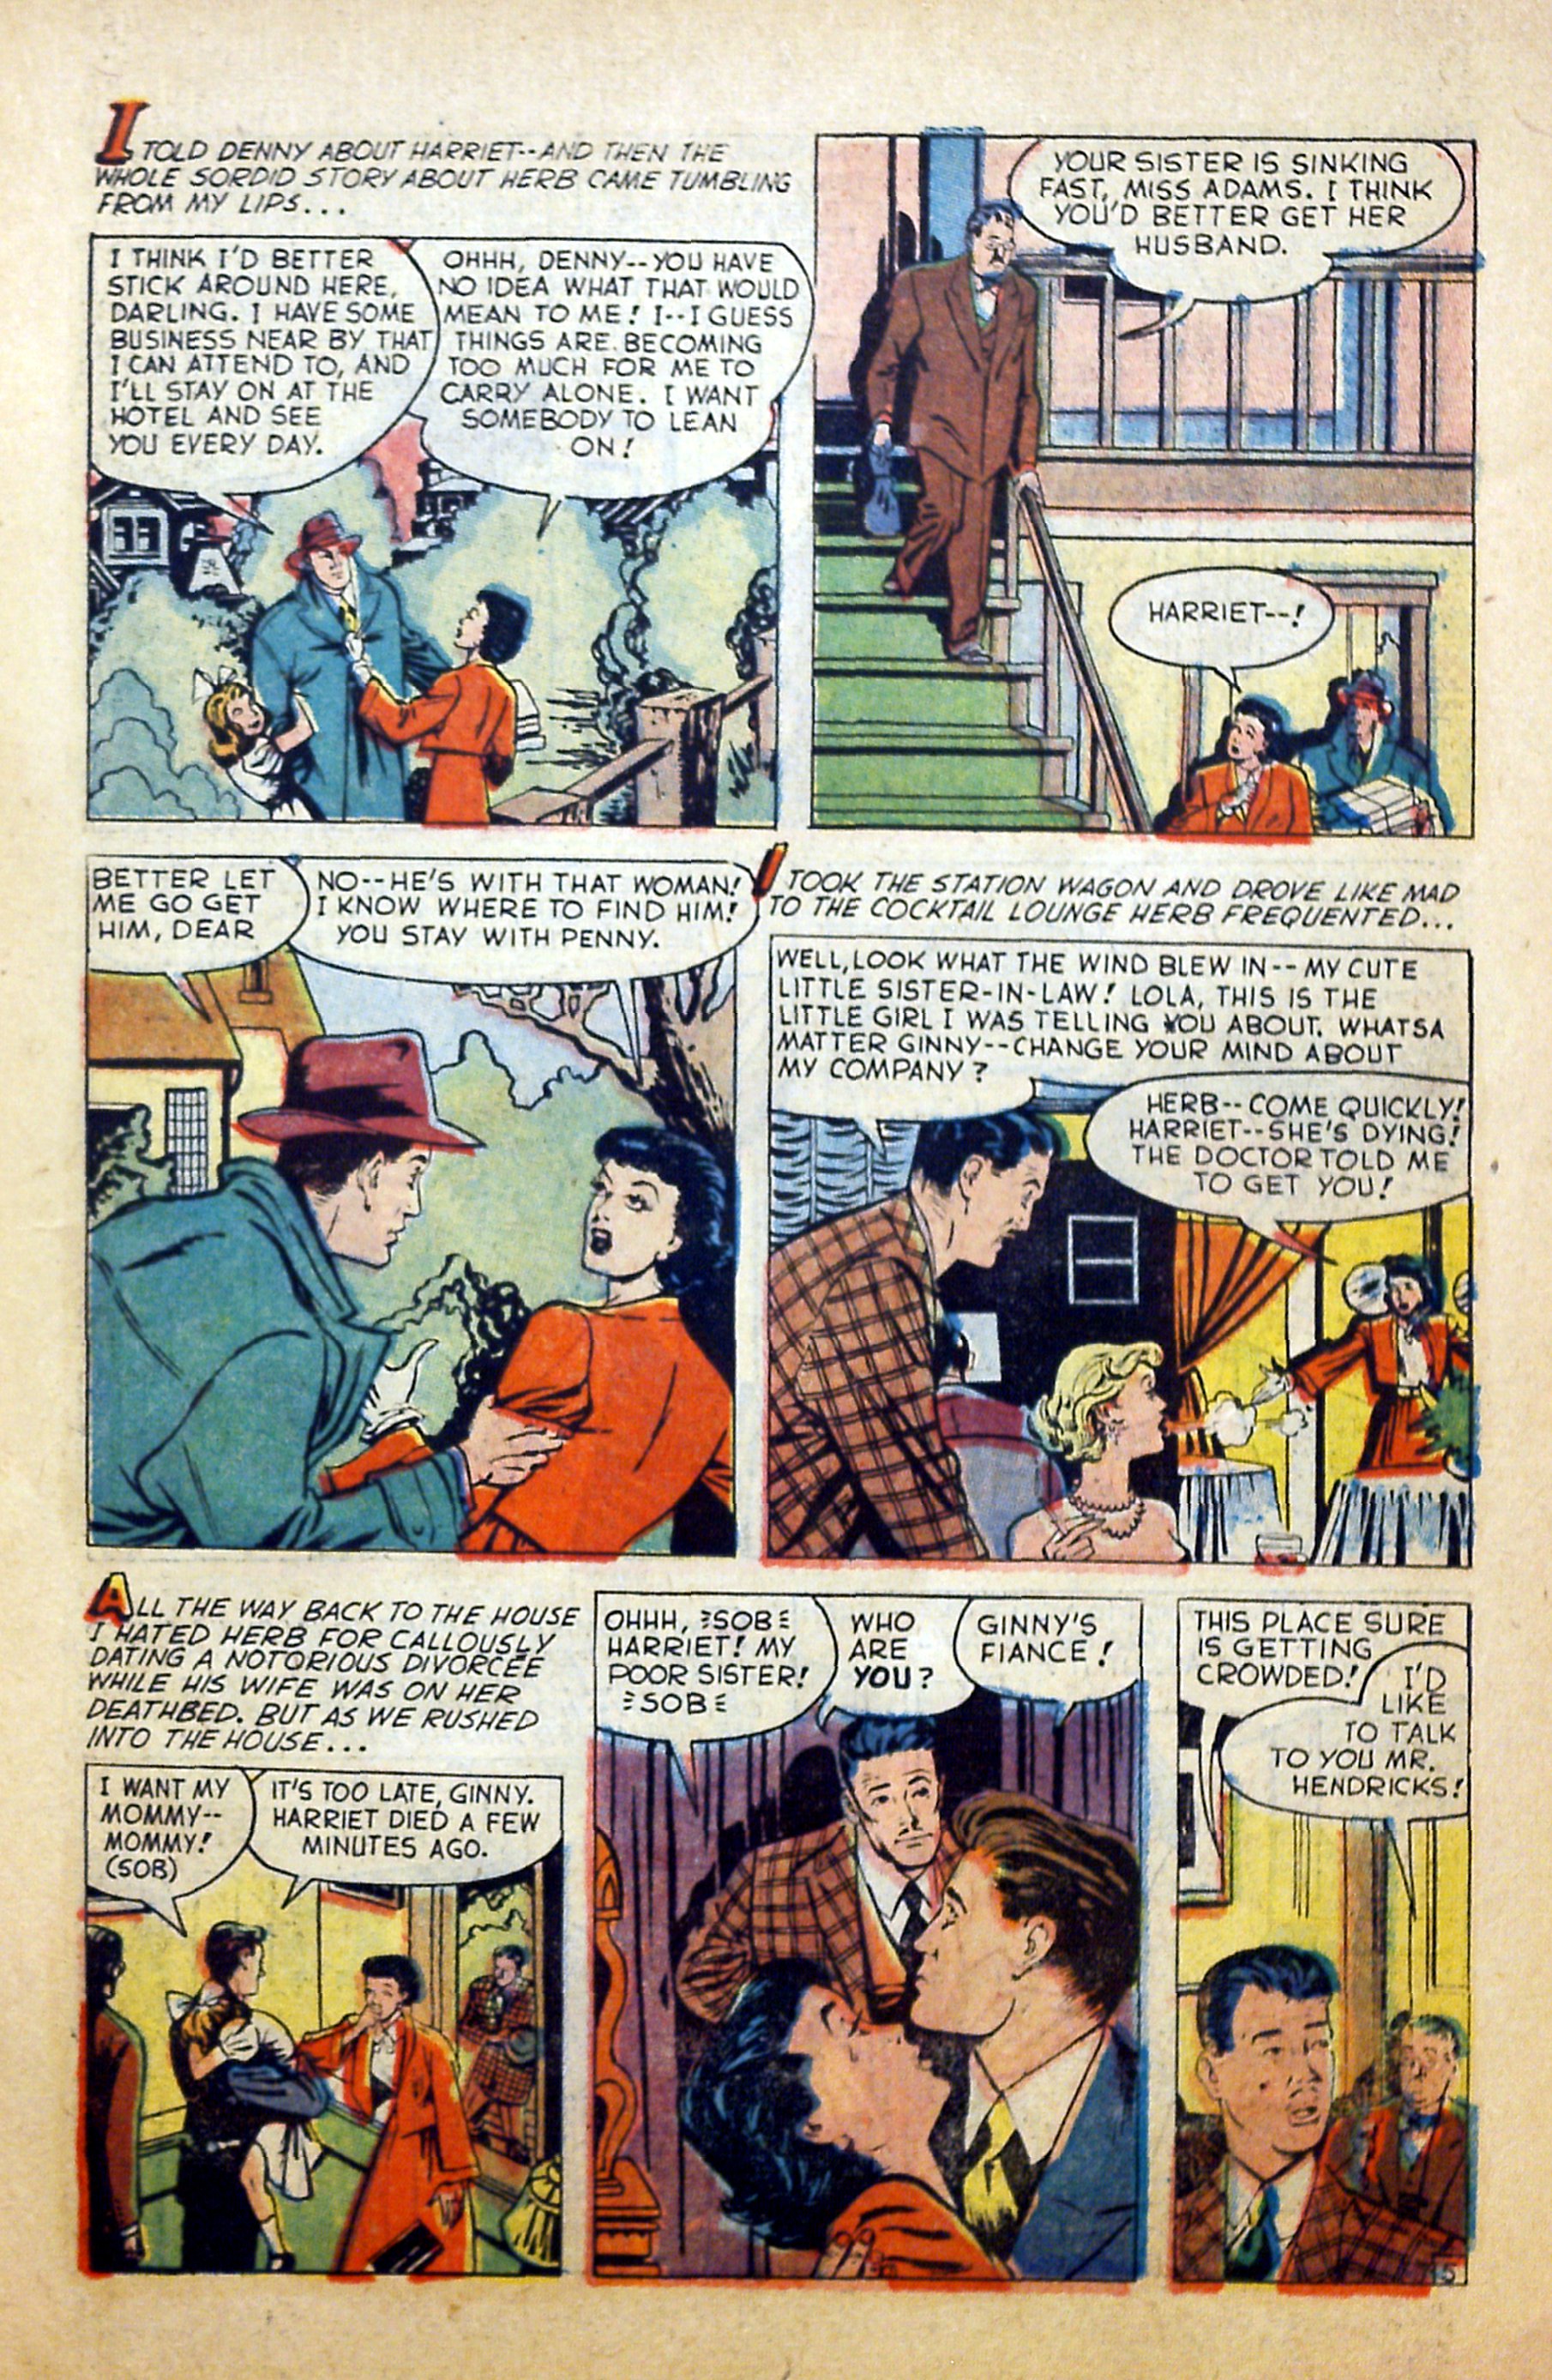 I TOLD DENNY ABOUT HARRIET--AND THEN THE
WHOLE SORDID STORY ABOUT HERB CAME TUMBLING
FROM MY LIPS...
I THINK I'D BETTER
STICK AROUND HERE,
DARLING. I HAVE SOME
BUSINESS NEAR BY THAT
I CAN ATTEND TO, AND
I'LL STAY ON AT THE
HOTEL AND SEE
YOU EVERY DAY.
OHHH, DENNY--YOU HAVE
NO IDEA WHAT THAT WOULD
MEAN TO ME! I--I GUESS
THINGS ARE BECOMING
TOO MUCH FOR ME TO
CARRY ALONE. I WANT
SOMEBODY TO LEAN
ON!
YOUR SISTER IS SINKING
FAST, MISS ADAMS. I THINK
YOU'D BETTER GET HER
HUSBAND.
HARRIET--!
BETTER LET
ME GO GET
HIM, DEAR
NO--HE'S WITH THAT WOMAN!
I KNOW WHERE TO FIND HIM!
YOU STAY WITH PENNY.
I TOOK THE STATION WAGON AND DROVE LIKE MAD
TO THE COCKTAIL LOUNGE HERB FREQUENTED...
WELL, LOOK WHAT THE WIND BLEW IN--MY CUTE
LITTLE SISTER-IN-LAW! LOLA, THIS IS THE
LITTLE GIRL I WAS TELLING YOU ABOUT. WHATSA
MATTER GINNY--CHANGE YOUR MIND ABOUT
MY COMPANY?
HERB--COME QUICKLY!
HARRIET--SHE'S DYING!
THE DOCTOR TOLD ME
TO GET YOU!
ALL THE WAY BACK TO THE HOUSE
I HATED HERB FOR CALLOUSLY
DATING A NOTORIOUS DIVORCÉE
WHILE HIS WIFE WAS ON HER
DEATHBED. BUT AS WE RUSHED
INTO THE HOUSE...
I WANT MY
MOMMY--
MOMMY!
(SOB)
IT'S TOO LATE, GINNY.
HARRIET DIED A FEW
MINUTES AGO.
OHHH, SOB
HARRIET! MY
POOR SISTER!
SOB
WHO
ARE
YOU?
GINNY'S
FIANCE!
THIS PLACE SURE
IS GETTING
CROWDED!
I'D
LIKE
TO TALK
TO YOU MR.
HENDRICKS!
5